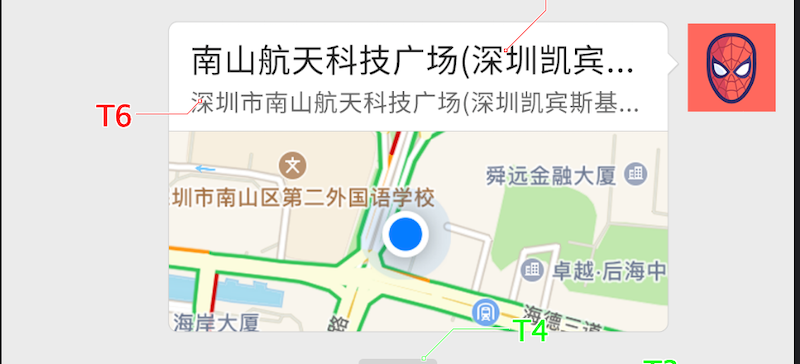 南山航天科技广场(深圳凯宾...
深圳市南山航天科技广场(深圳凯宾斯基...
T6
文
舜远金融大厦
圳市南山区第二外国语学校
卓越·后海中
海岸大厦
路
海德三道
T4